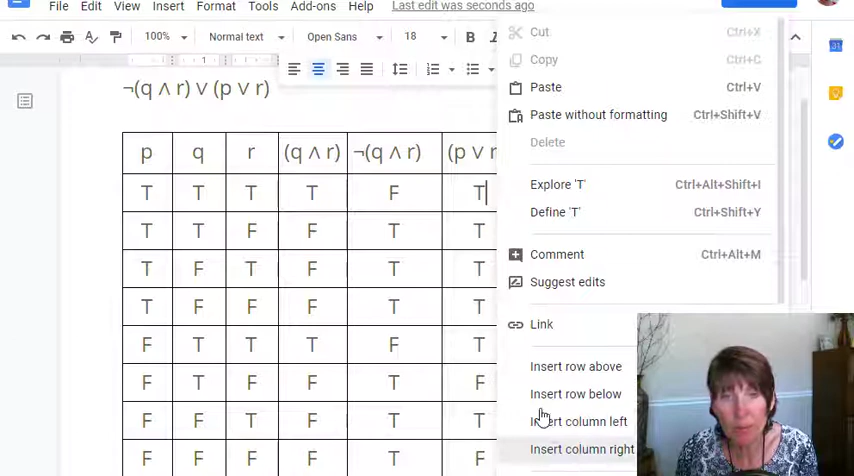 File Edit View Insert Format Tools Add-ons Help Last edit was seconds ago
100% Normal text Open Sans 18 B I
1
¬(q ∧ r) ∨ (p ∨ r)
p q r (q ∧ r) ¬(q ∧ r) (p ∨ r
T T T T F T
T T F F T T
T F T F T T
T F F F T T
F T T T F T
F T F F T F
F F T F T T
F F F F T F
Cut Ctrl+X
Copy Ctrl+C
Paste Ctrl+V
Paste without formatting Ctrl+Shift+V
Delete
Explore 'T' Ctrl+Alt+Shift+I
Define 'T' Ctrl+Shift+Y
Comment Ctrl+Alt+M
Suggest edits
Link
Insert row above
Insert row below
Insert column left
Insert column right
31